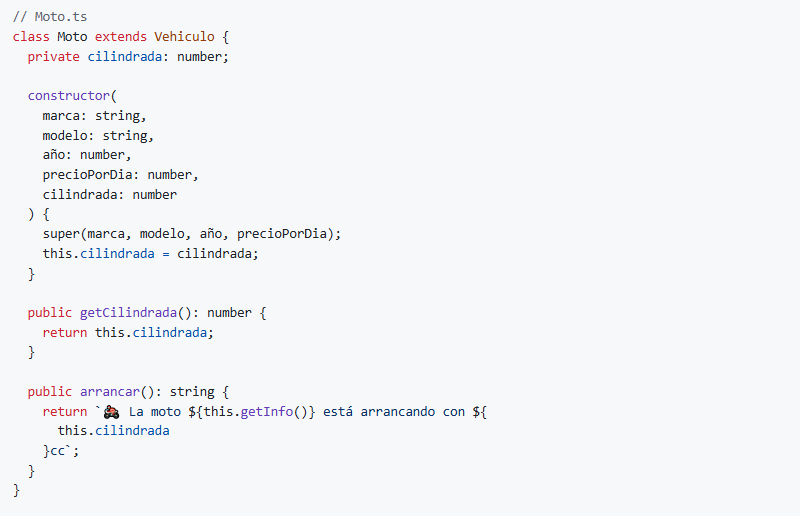 // Moto.ts
class Moto extends Vehiculo {
  private cilindrada: number;

  constructor(
    marca: string,
    modelo: string,
    año: number,
    precioPorDia: number,
    cilindrada: number
  ) {
    super(marca, modelo, año, precioPorDia);
    this.cilindrada = cilindrada;
  }

  public getCilindrada(): number {
    return this.cilindrada;
  }

  public arrancar(): string {
    return `🏍️ La moto ${this.getInfo()} está arrancando con ${
      this.cilindrada
    }cc`;
  }
}